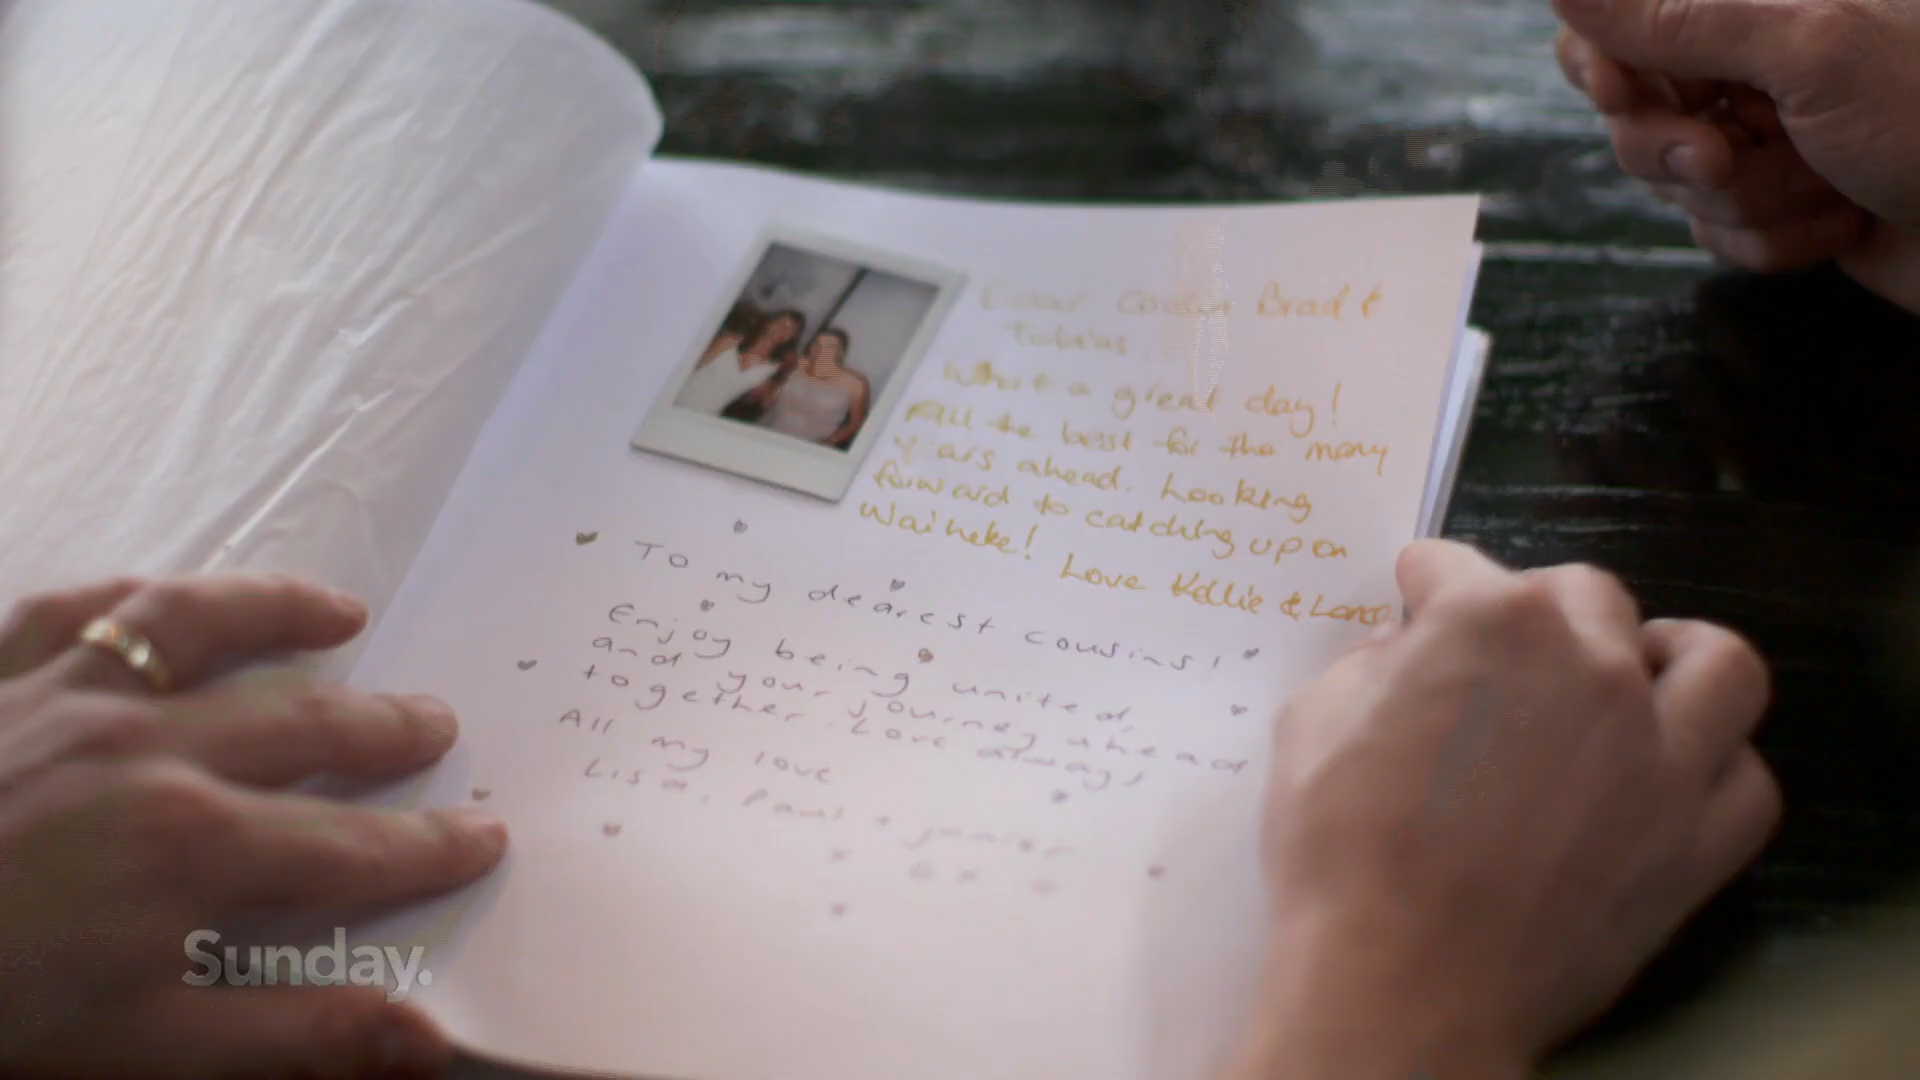 Dear Cousin Brad &
Tobias
What a great day!
All the best for the many
years ahead. Looking
forward to catching up on
Waiheke! Love Kellie &
To my dearest cousins!
Enjoy being united,
and your journey ahead
together. Love always
All my love
Lisa, Paul + junior
x o x o
Sunday.